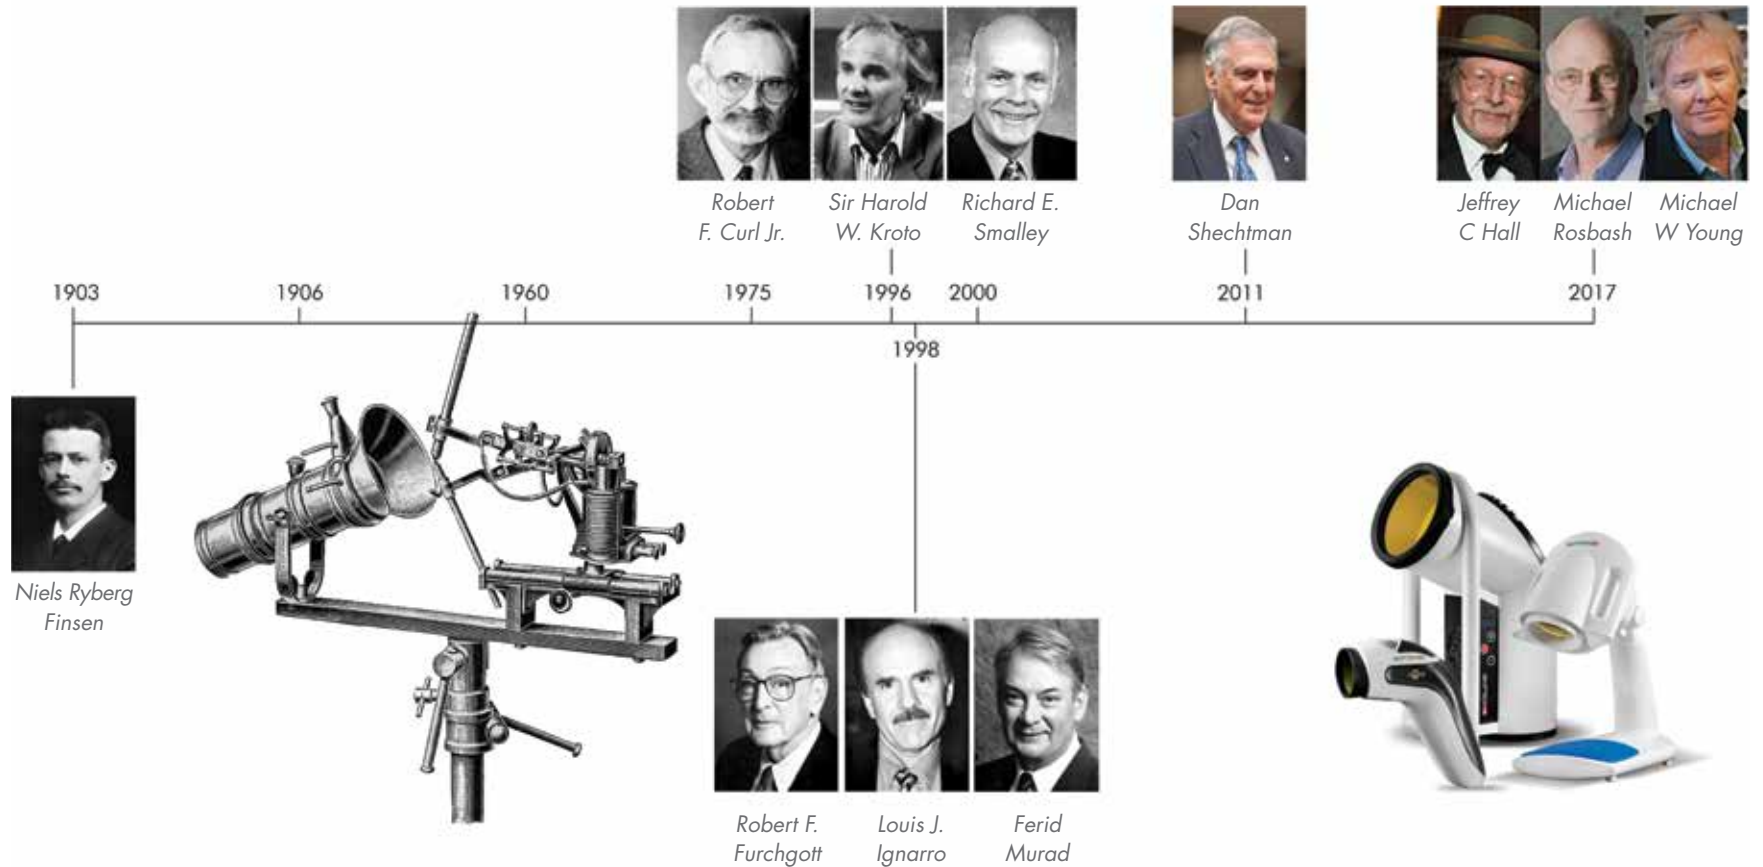 Robert
F. Curl Jr.
Sir Harold
W. Kroto
Richard E.
Smalley
Dan
Shechtman
Jeffrey
C Hall
Michael
Rosbash
Michael
W Young
1903
1906
1960
1975
1996
2000
2011
2017
1998
Niels Ryberg
Finsen
Robert F.
Furchgott
Louis J.
Ignarro
Ferid
Murad